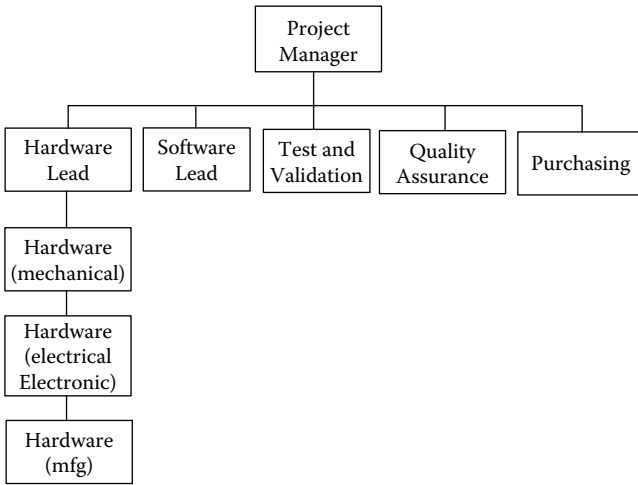 Project
Manager
Hardware
Lead
Software
Lead
Test and
Validation
Quality
Assurance
Purchasing
Hardware
(mechanical)
Hardware
(electrical
Electronic)
Hardware
(mfg)